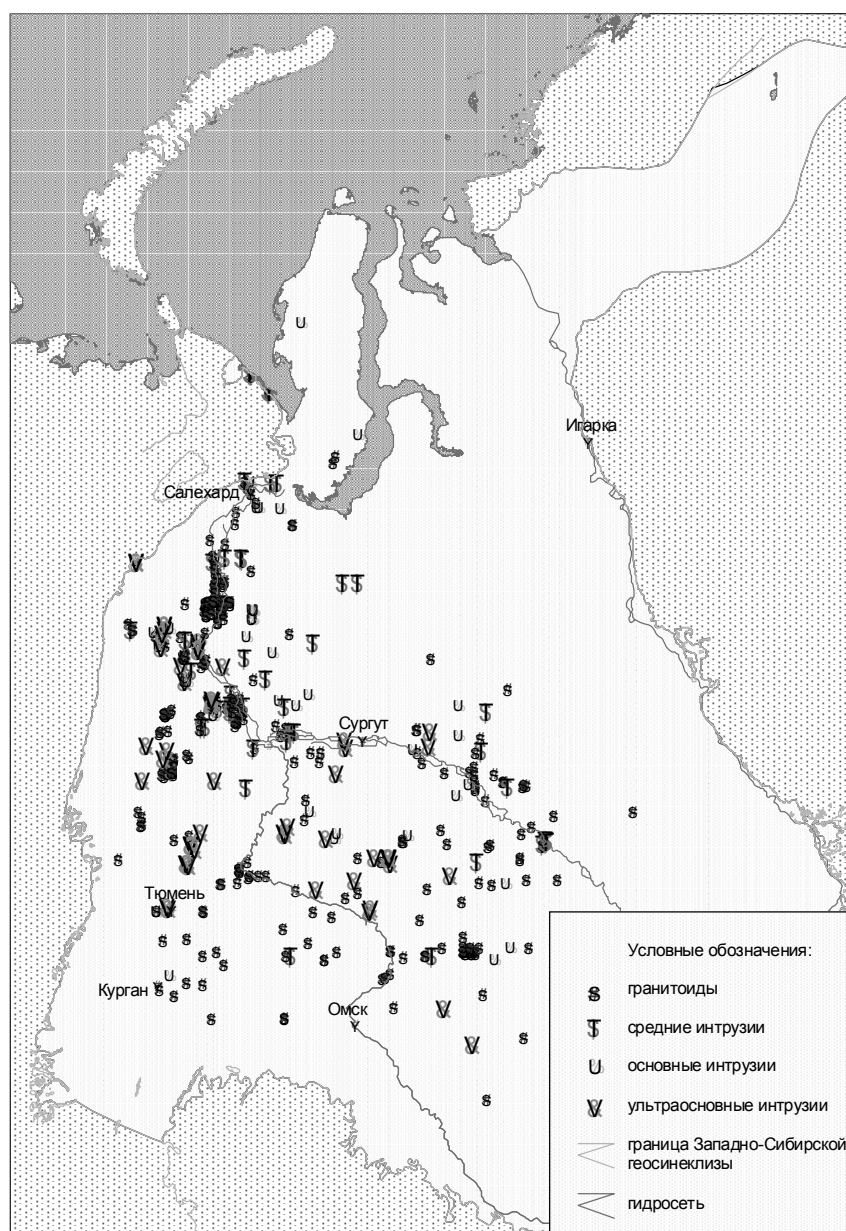 Игарка
Салехард
Сургут
Тюмень
Курган
Омск
Условные обозначения:
гранитоиды
средние интрузии
основные интрузии
ультраосновные интрузии
граница Западно-Сибирской
геосинеклизы
гидросеть